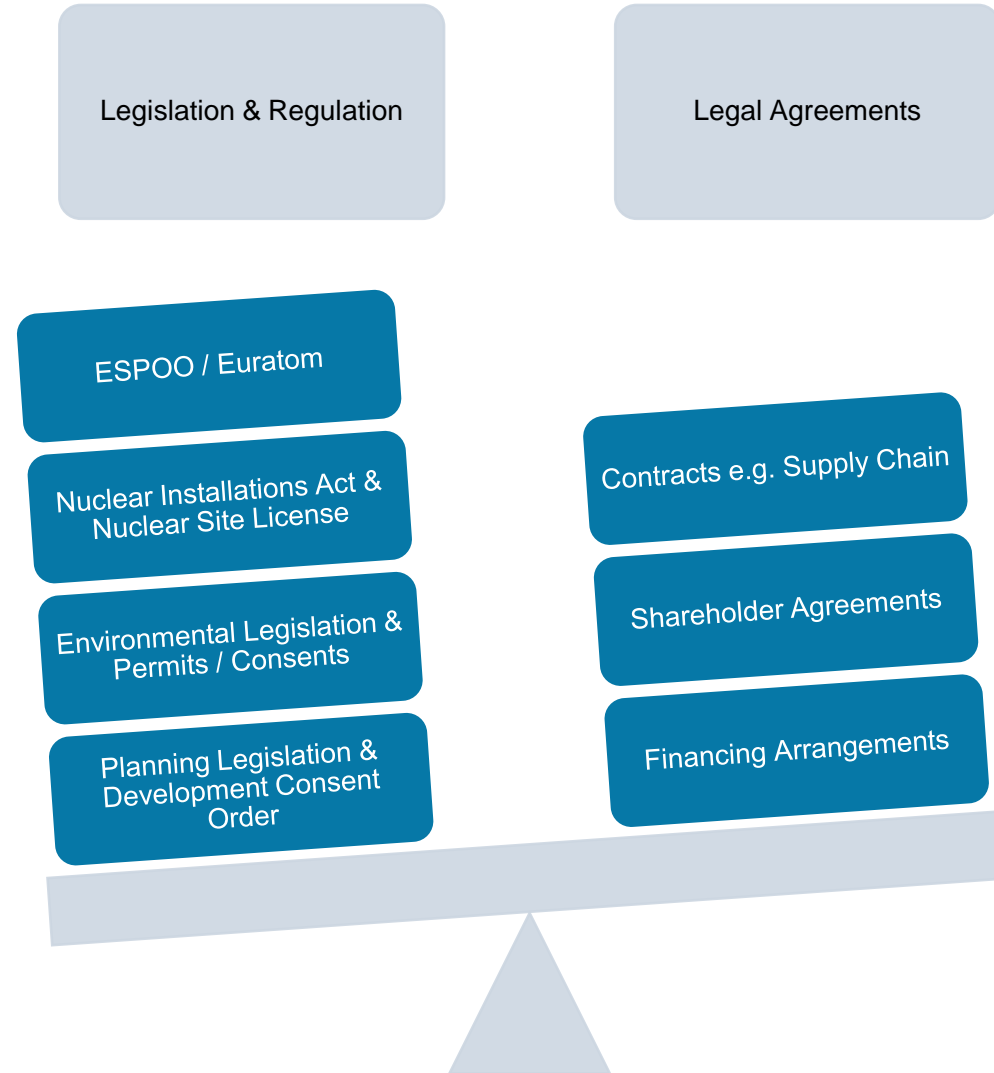 Legislation & Regulation
Legal Agreements
ESPOO / Euratom
Nuclear Installations Act &
Nuclear Site License
Environmental Legislation &
Permits / Consents
Planning Legislation &
Development Consent
Order
Contracts e.g. Supply Chain
Shareholder Agreements
Financing Arrangements